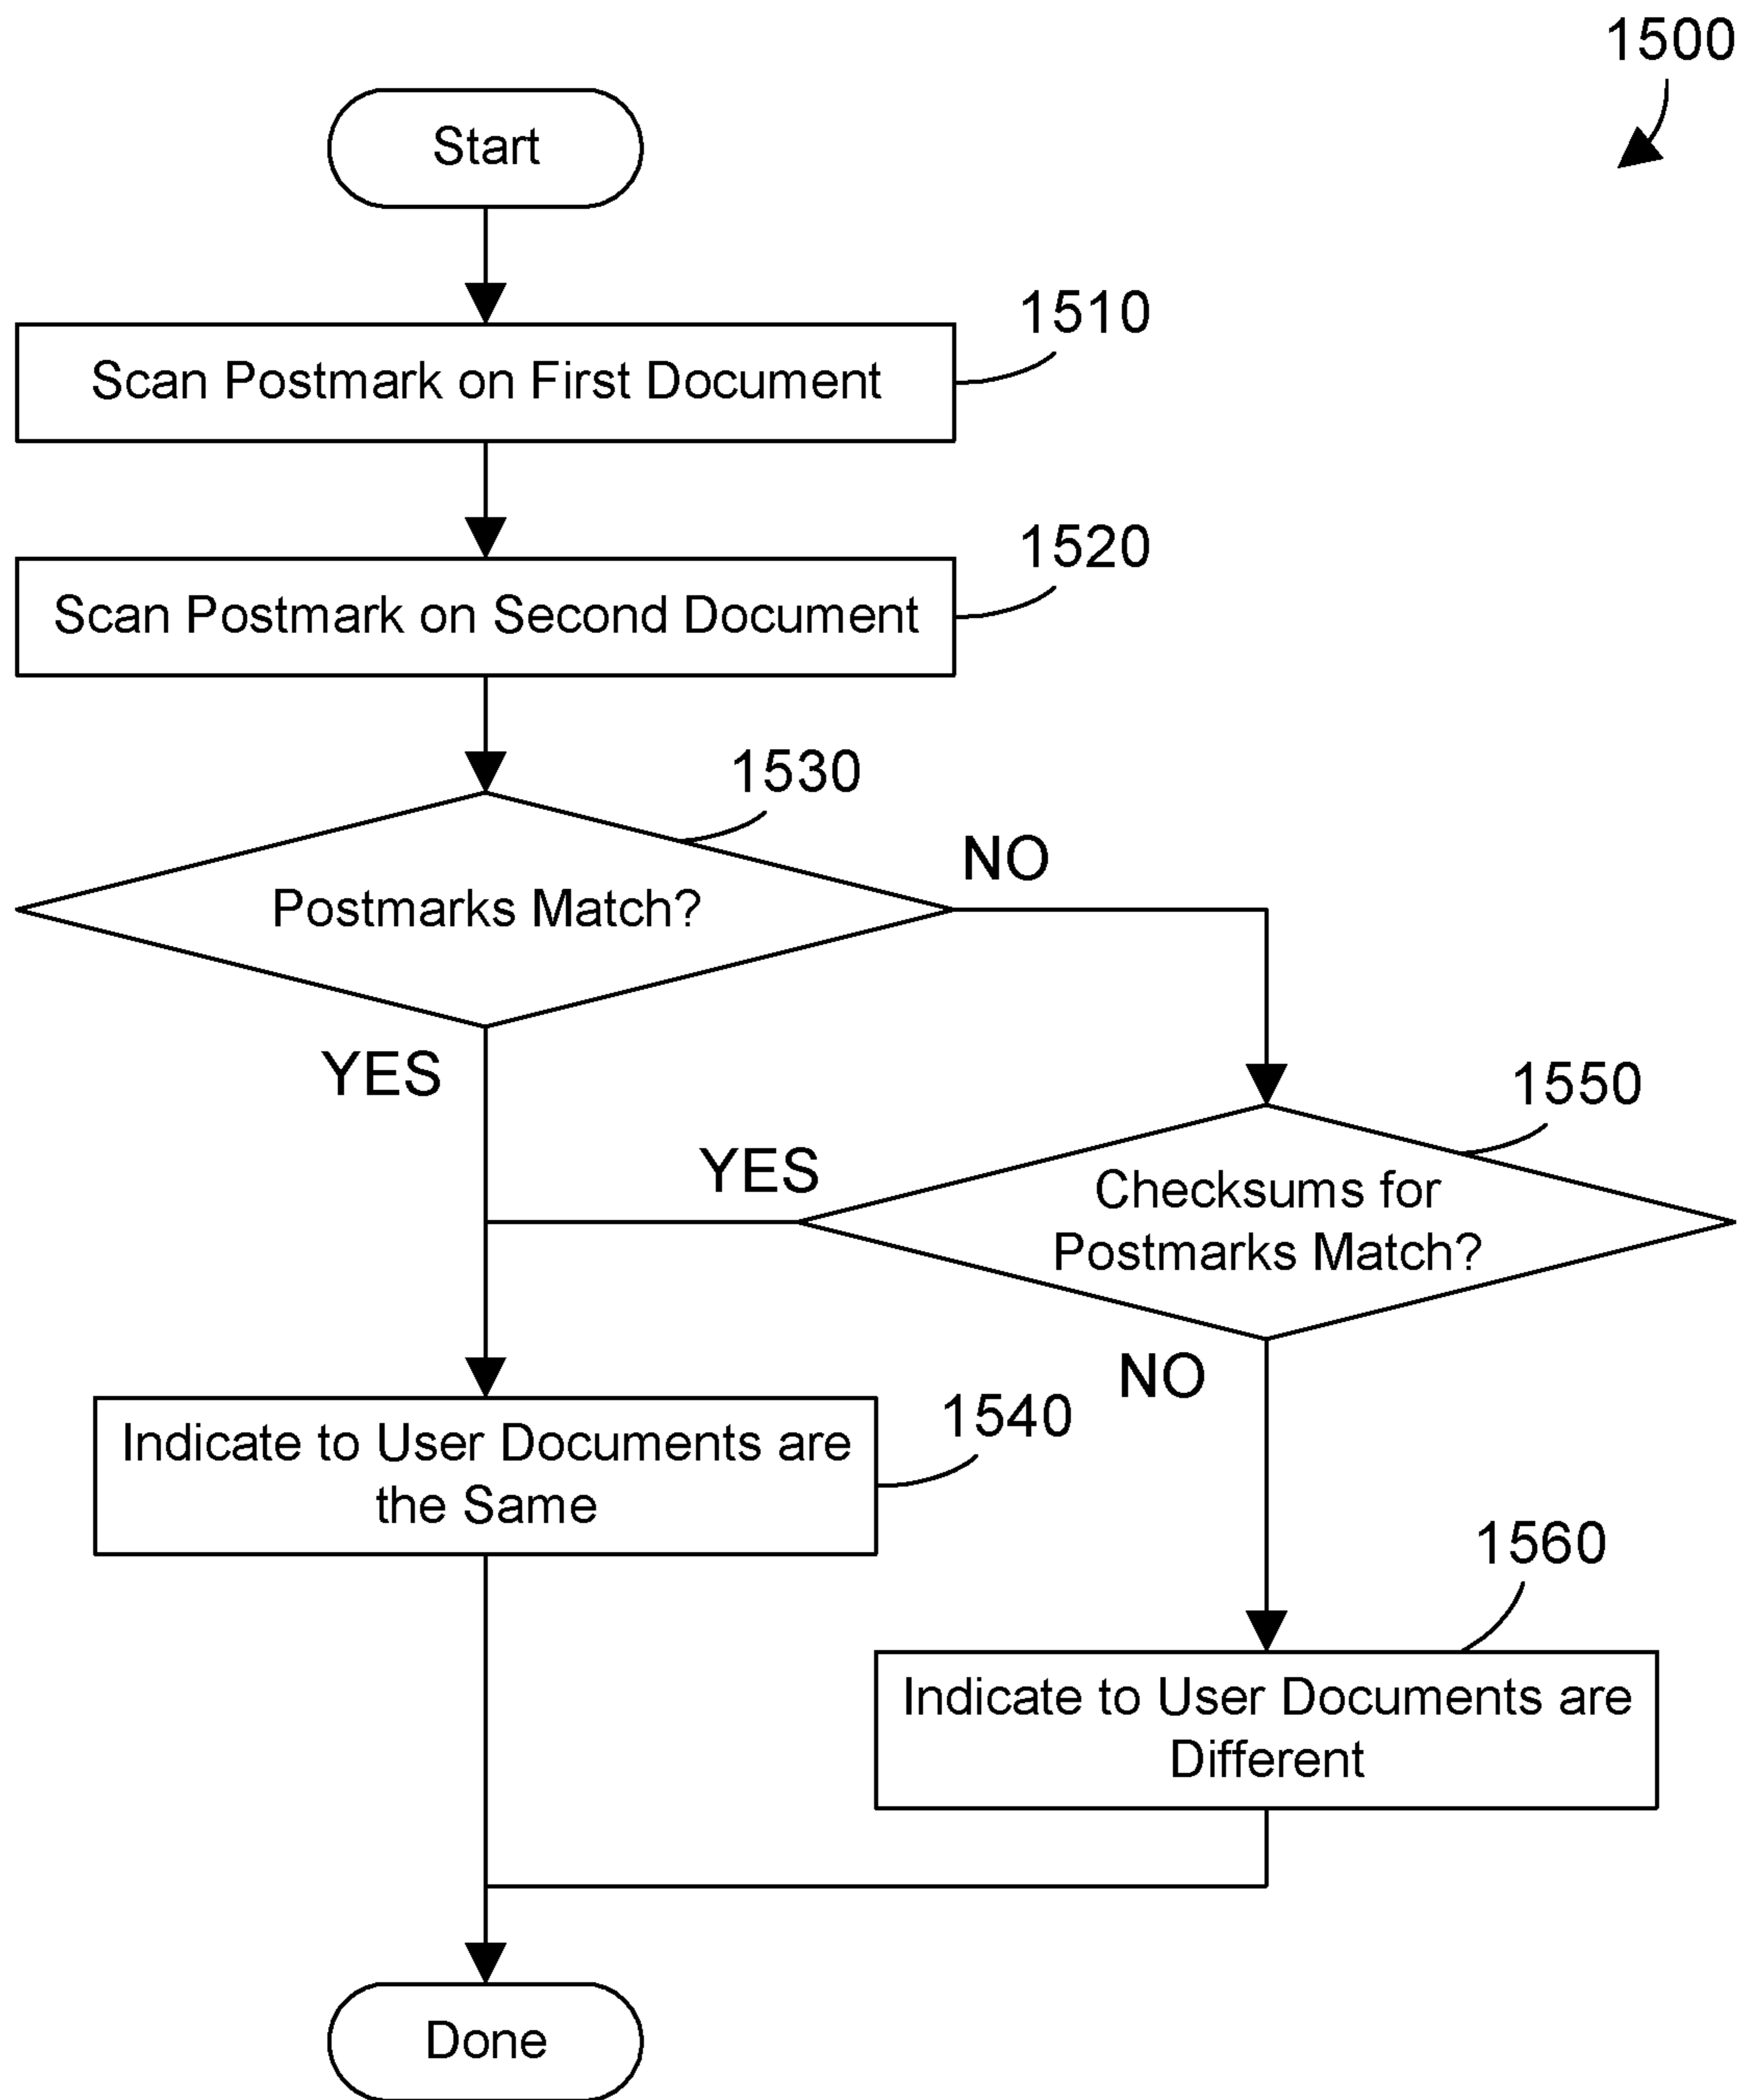 1500
Start
1510
Scan Postmark on First Document
1520
Scan Postmark on Second Document
1530
NO
Postmarks Match?
YES
1550
YES
Checksums for
Postmarks Match?
NO
1540
Indicate to User Documents are
the Same
1560
Indicate to User Documents are
Different
Done